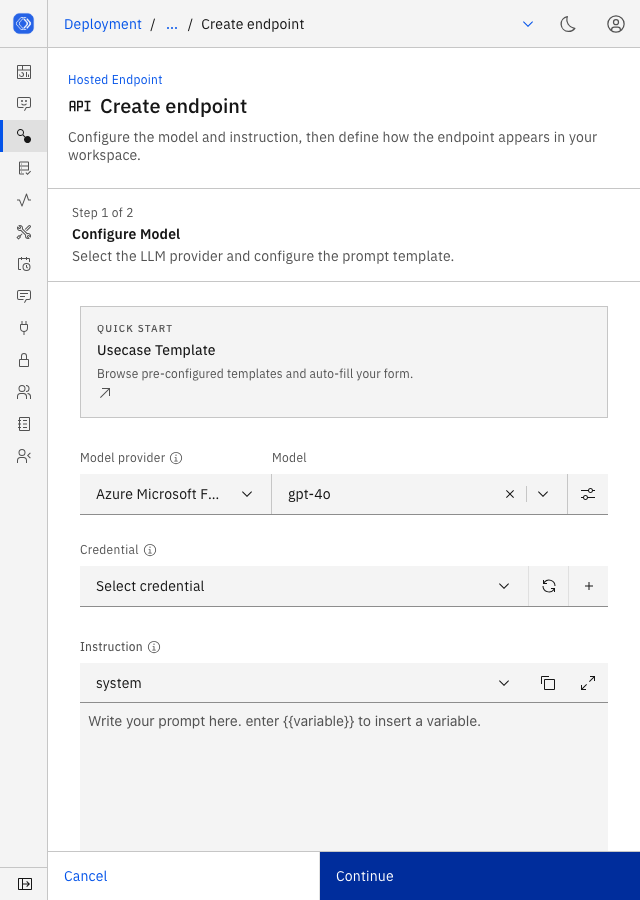 Deployment / ... / Create endpoint
Hosted Endpoint
API Create endpoint
Configure the model and instruction, then define how the endpoint appears in your
workspace.
Step 1 of 2
Configure Model
Select the LLM provider and configure the prompt template.
QUICK START
Usecase Template
Browse pre-configured templates and auto-fill your form.
Model provider Model
Azure Microsoft F... gpt-4o
Credential
Select credential
Instruction
system
Write your prompt here. enter {{variable}} to insert a variable.
Cancel Continue